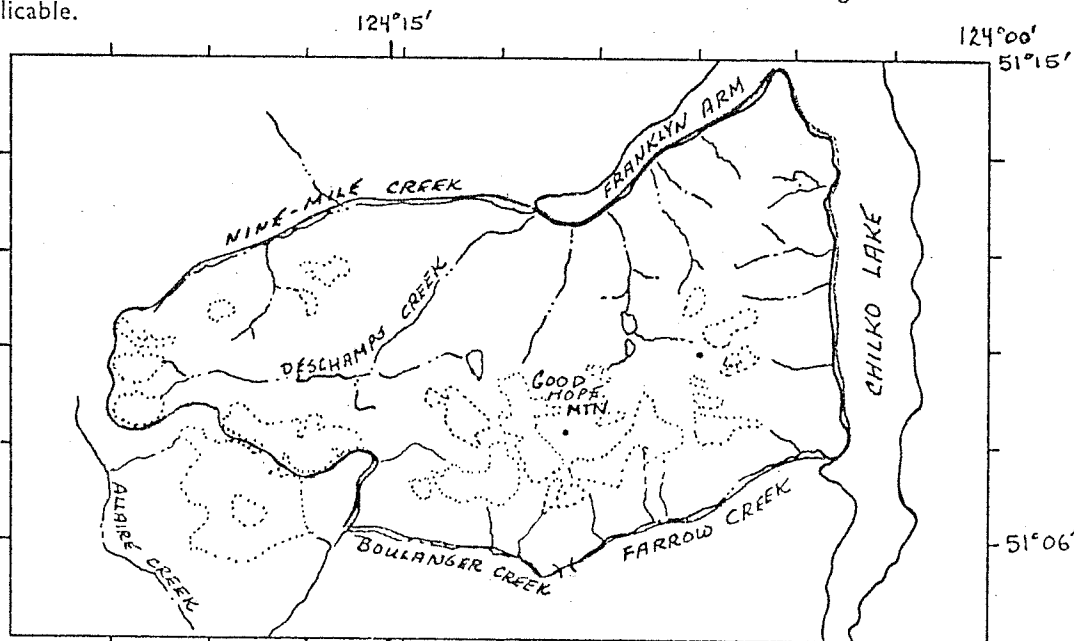 licable.
124°15'
124°00'
51°15'
FRANKLYN ARM
NINE-MILE CREEK
CHILKO LAKE
DESCHAMPS CREEK
GOOD
HOPE
MTN.
ALLAIRE CREEK
BOULANGER CREEK
FARROW CREEK
51°06'